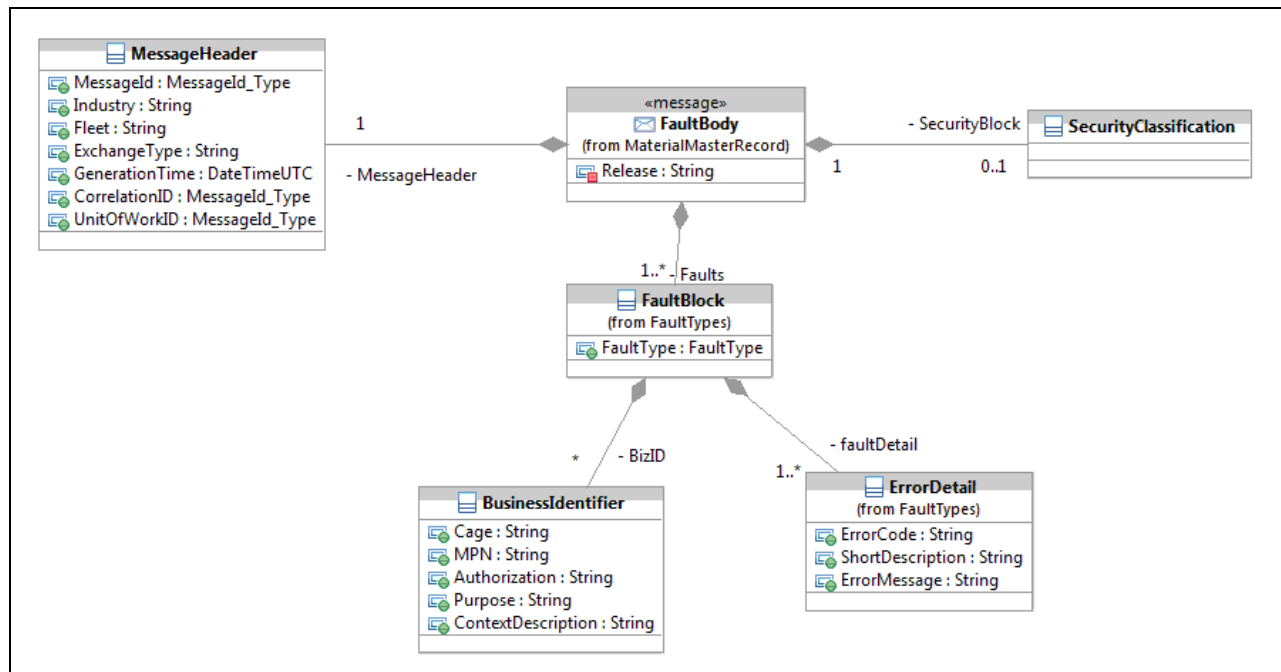 MessageHeader
MessageId : MessageId_Type
Industry : String
Fleet : String
ExchangeType : String
GenerationTime : DateTimeUTC
CorrelationID : MessageId_Type
UnitOfWorkID : MessageId_Type
1
- MessageHeader
«message»
FaultBody
(from MaterialMasterRecord)
Release : String
- SecurityBlock
1
0..1
SecurityClassification
1..*
- Faults
FaultBlock
(from FaultTypes)
FaultType : FaultType
*
- BizID
- faultDetail
1..*
BusinessIdentifier
Cage : String
MPN : String
Authorization : String
Purpose : String
ContextDescription : String
ErrorDetail
(from FaultTypes)
ErrorCode : String
ShortDescription : String
ErrorMessage : String